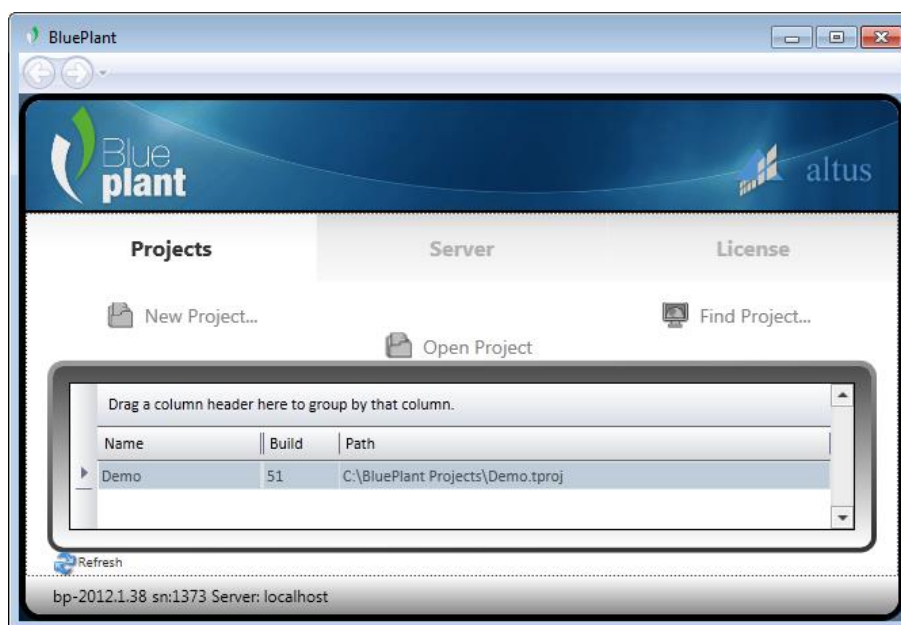 BluePlant
Blue
plant
altus
Projects Server License
New Project... Find Project...
Open Project
Drag a column header here to group by that column.
Name Build Path
Demo 51 C:\BluePlant Projects\Demo.tproj
Refresh
bp-2012.1.38 sn:1373 Server: localhost